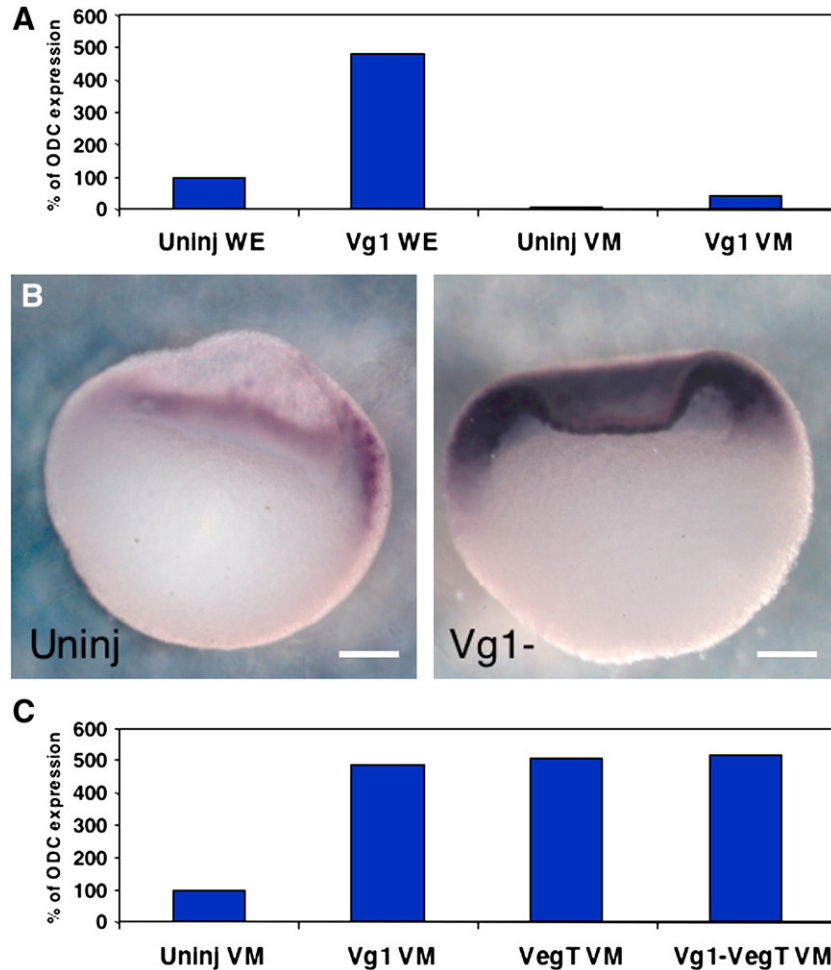 A
% of ODC expression
600
500
400
300
200
100
0
Uninj WE Vg1 WE Uninj VM Vg1 VM
B
Uninj Vg1-
C
% of ODC expression
600
500
400
300
200
100
0
Uninj VM Vg1 VM VegT VM Vg1-VegT VM